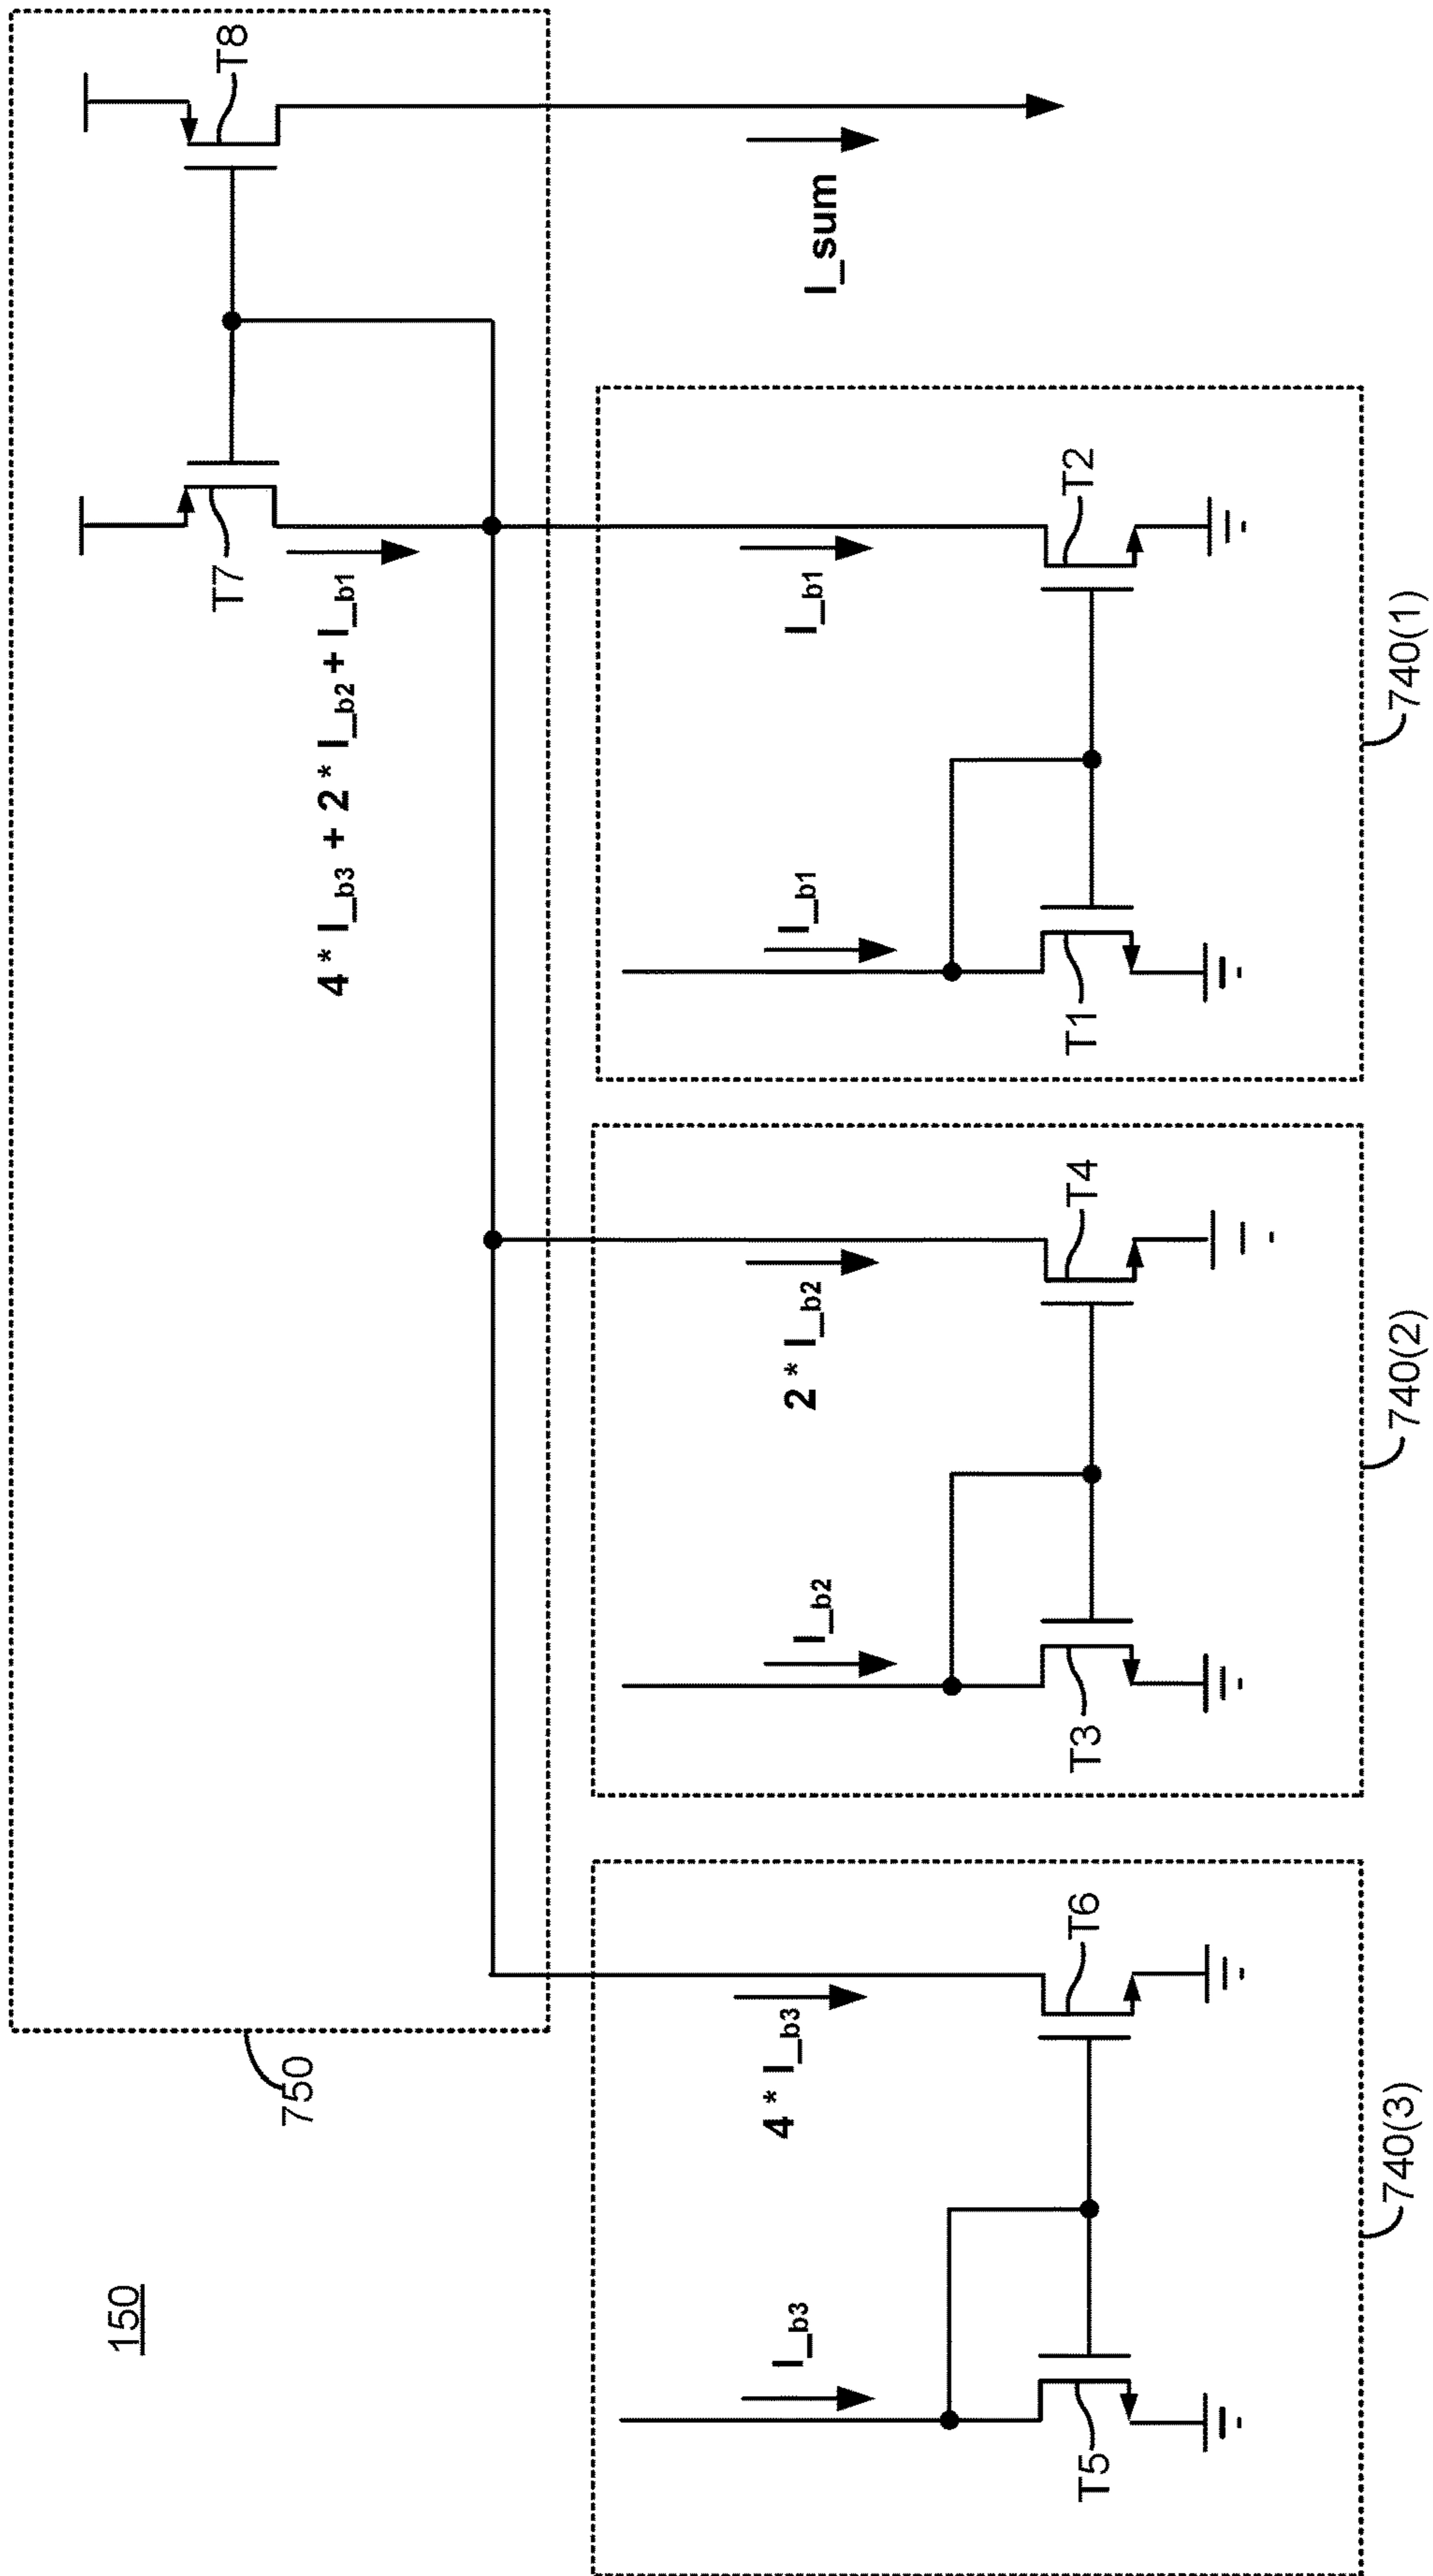 150
750
T7
T8
4 * I_b3 + 2 * I_b2 + I_b1
I_sum
I_b3
4 * I_b3
T5
T6
740(3)
I_b2
2 * I_b2
T3
T4
740(2)
I_b1
I_b1
T1
T2
740(1)